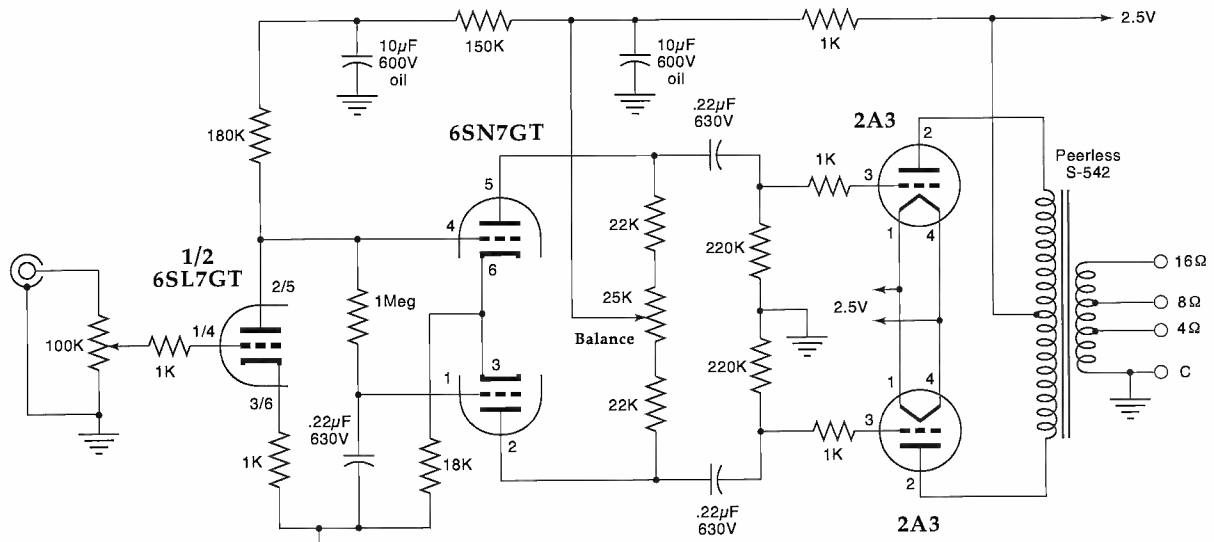 10µF
600V
oil
150K
10µF
600V
oil
1K
2.5V
180K
6SN7GT
.22µF
630V
2A3
2
Peerless
S-542
5
1K
3
4
22K
220K
1
4
6
1/2
6SL7GT
2/5
1Meg
25K
Balance
2.5V
16Ω
8Ω
4Ω
C
100K
1K
1/4
3/6
3
1
22K
220K
1
4
3
.22µF
630V
2
1K
1K
18K
2
.22µF
630V
2A3